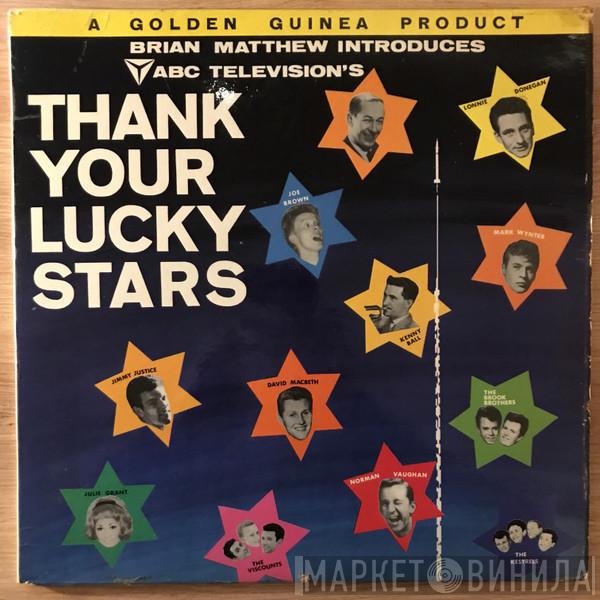 A GOLDEN GUINEA PRODUCT
BRIAN MATTHEW INTRODUCES
ABC TELEVISION'S
THANK
YOUR
LUCKY
STARS
LONNIE DONEGAN
JOE
BROWN
MARK WYNTER
KENNY
BALL
JIMMY JUSTICE
DAVID MACBETH
THE
BROOK
BROTHERS
NORMAN VAUGHAN
JULIE GRANT
THE
VISCOUNTS
THE
KESTRELS
МАРКЕТ ВИНИЛА